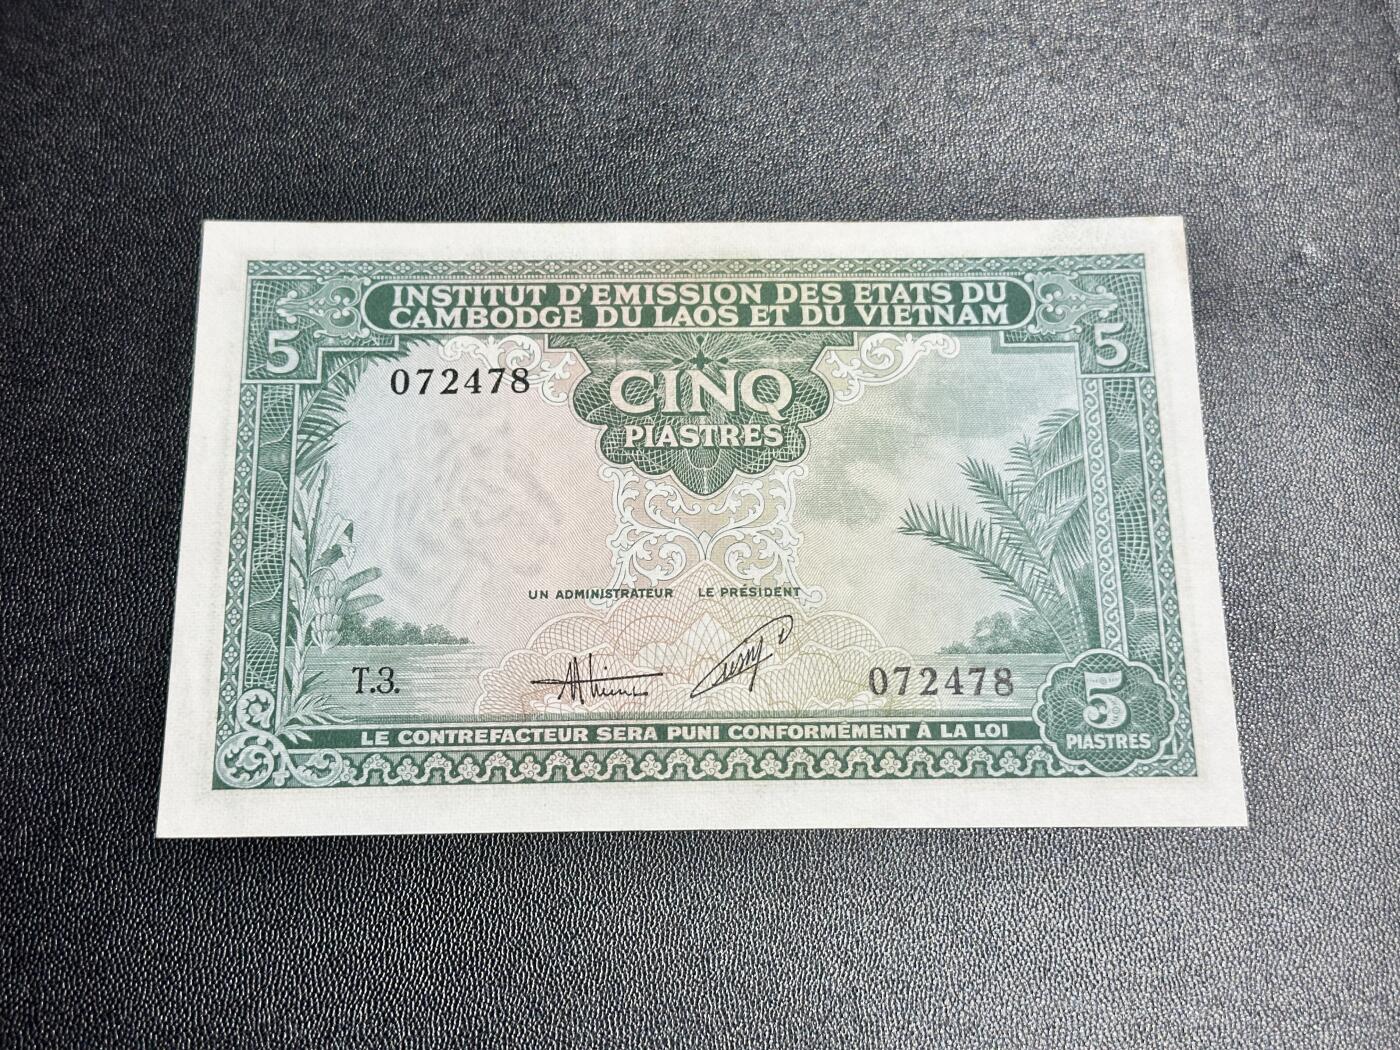 INSTITUT D'EMISSION DES ETATS DU
CAMBODGE DU LAOS ET DU VIETNAM
5
5
072478
CINQ
PIASTRES
UN ADMINISTRATEUR LE PRÉSIDENT
T.3.
072478
5
PIASTRES
LE CONTREFACTEUR SERA PUNI CONFORMÉMENT À LA LOI